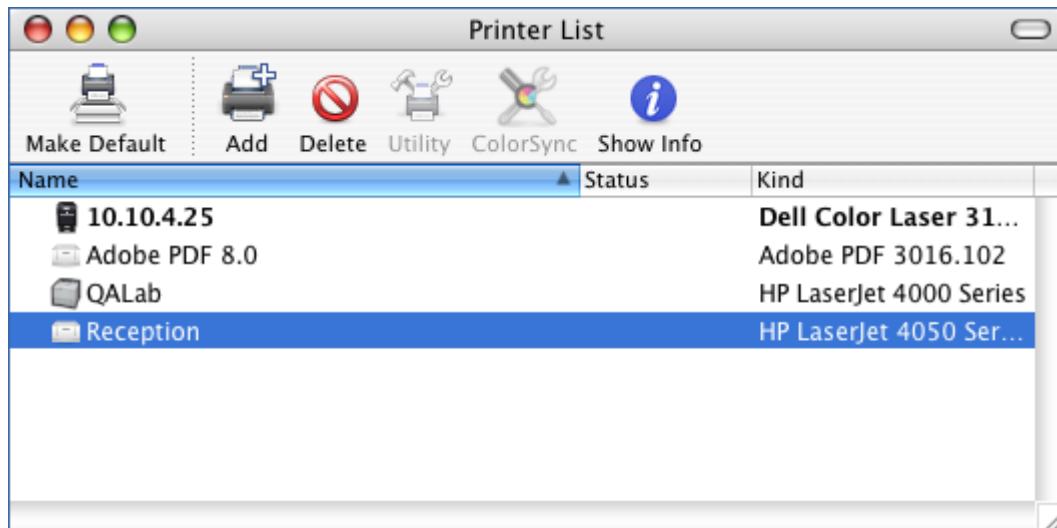 Printer List
Make Default Add Delete Utility ColorSync Show Info
Name Status Kind
10.10.4.25 Dell Color Laser 31...
Adobe PDF 8.0 Adobe PDF 3016.102
QALab HP LaserJet 4000 Series
Reception HP LaserJet 4050 Ser...